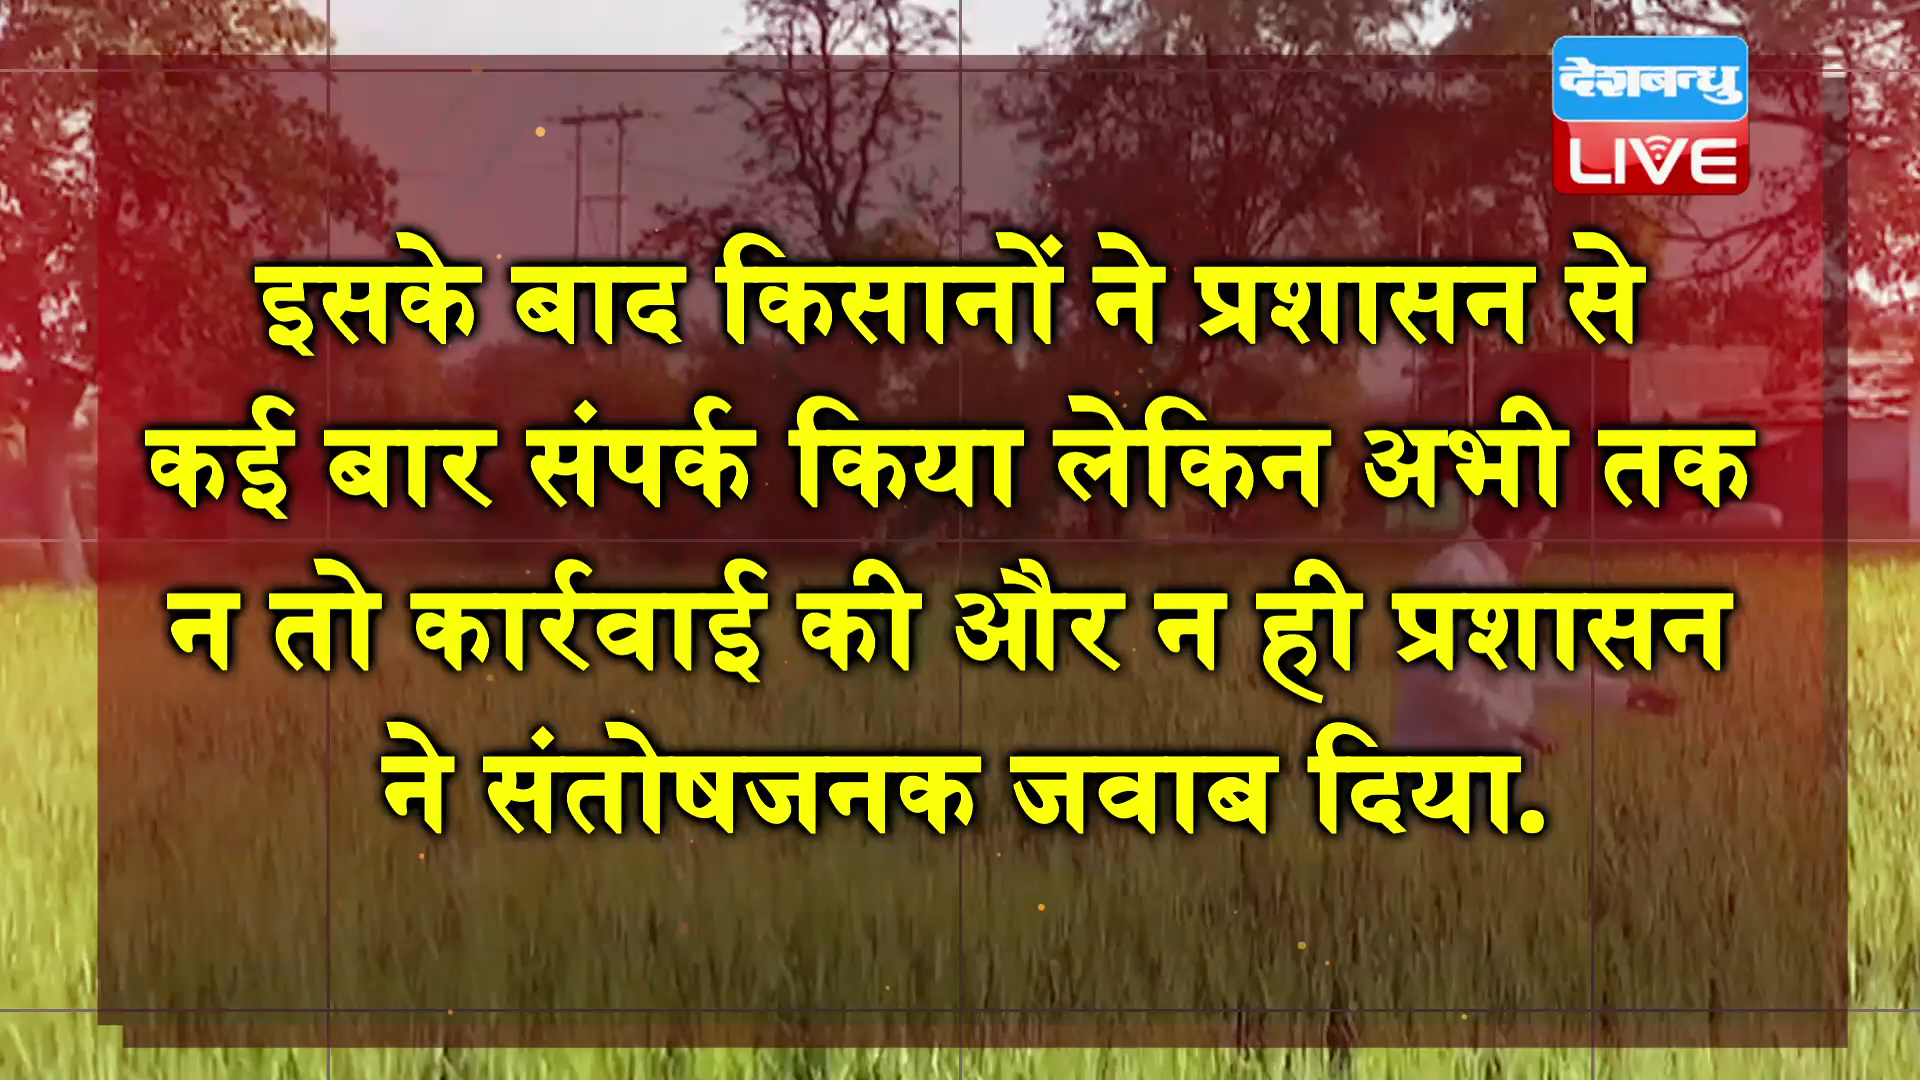 देशबन्धु
LIVE
इसके बाद किसानों ने प्रशासन से
कई बार संपर्क किया लेकिन अभी तक
न तो कार्रवाई की और न ही प्रशासन
ने संतोषजनक जवाब दिया.